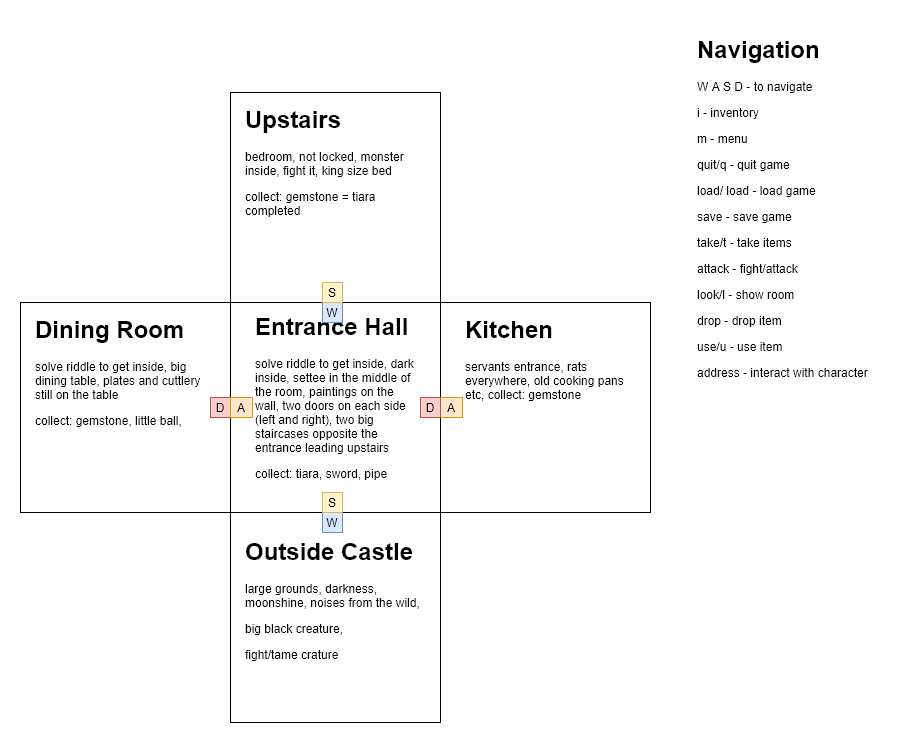 Navigation
W A S D - to navigate
i - inventory
m - menu
quit/q - quit game
load/ load - load game
save - save game
take/t - take items
attack - fight/attack
look/l - show room
drop - drop item
use/u - use item
address - interact with character
Upstairs
bedroom, not locked, monster
inside, fight it, king size bed
collect: gemstone = tiara
completed
S
W
Dining Room
solve riddle to get inside, big
dining table, plates and cuttlery
still on the table
collect: gemstone, little ball,
D
A
Entrance Hall
solve riddle to get inside, dark
inside, settee in the middle of
the room, paintings on the
wall, two doors on each side
(left and right), two big
staircases opposite the
entrance leading upstairs
collect: tiara, sword, pipe
D
A
Kitchen
servants entrance, rats
everywhere, old cooking pans
etc, collect: gemstone
S
W
Outside Castle
large grounds, darkness,
moonshine, noises from the wild,
big black creature,
fight/tame crature